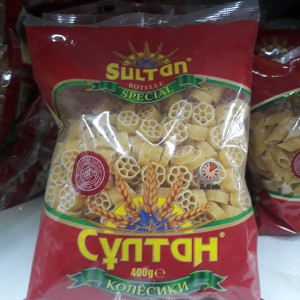 Sultan
ROTELLE
SPECIAL
Сұлтан®
400g e
КОЛЁСИКИ